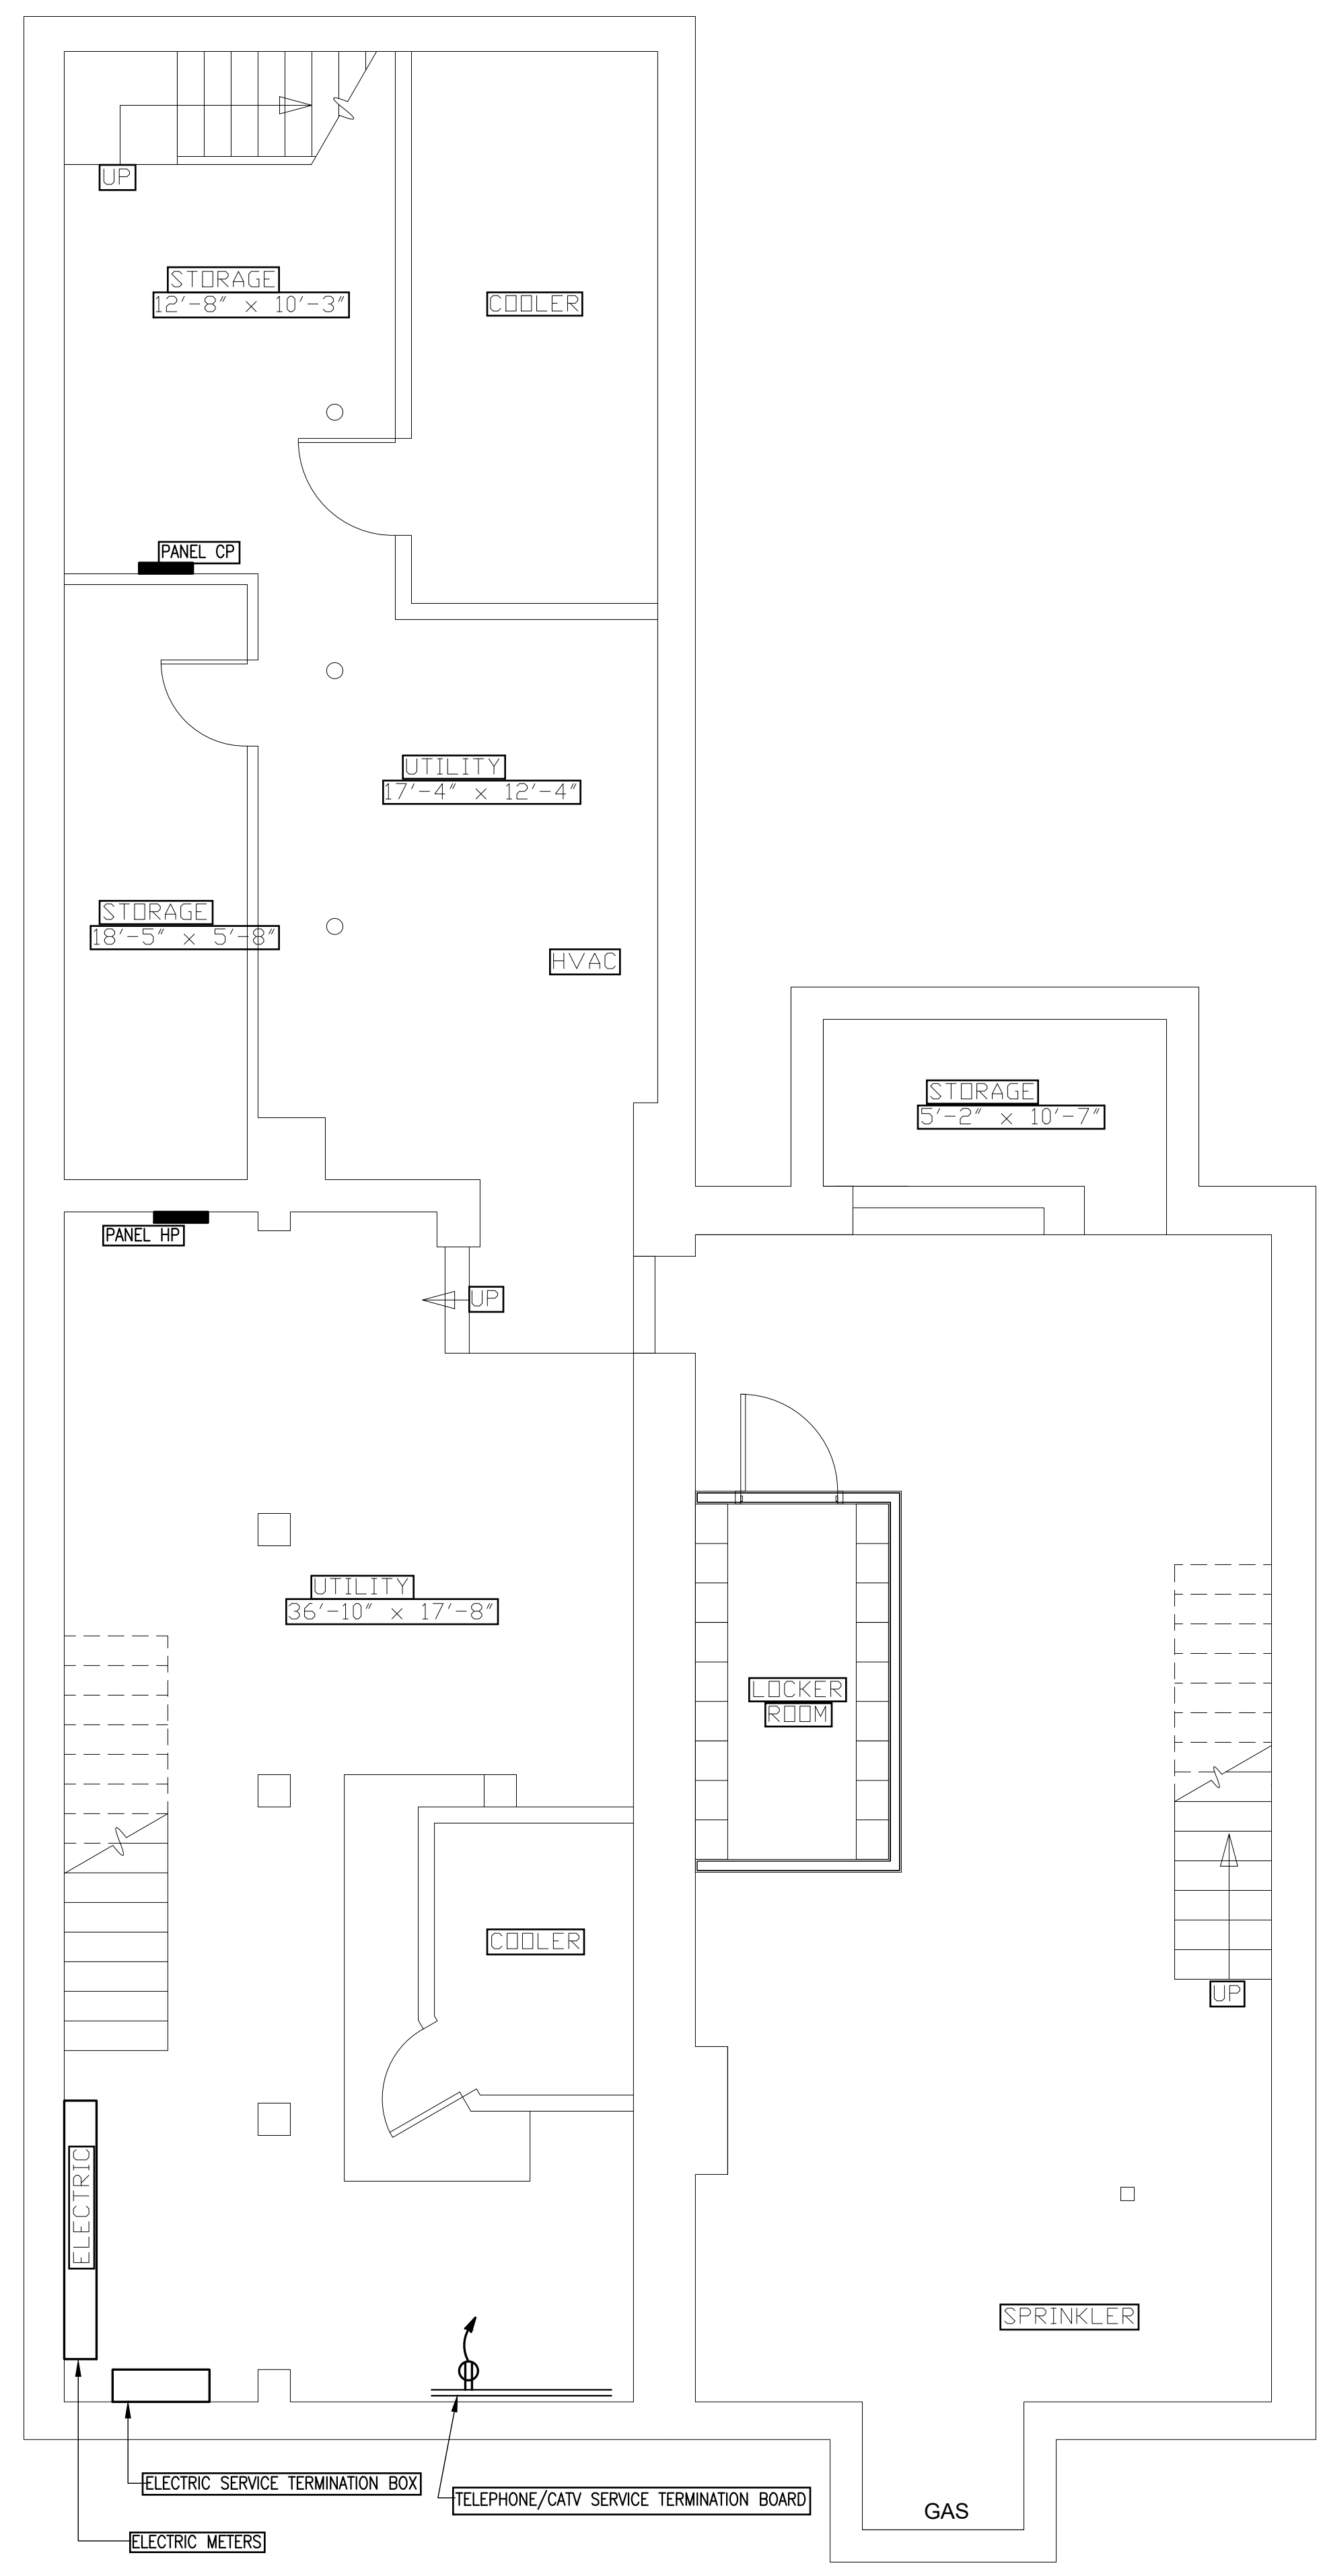 UP
STORAGE
12'-8" x 10'-3"
COOLER
PANEL CP
UTILITY
17'-4" x 12'-4"
STORAGE
18'-5" x 5'-8"
HVAC
STORAGE
5'-2" x 10'-7"
PANEL HP
UP
UTILITY
36'-10" x 17'-8"
LOCKER
ROOM
COOLER
UP
ELECTRIC
SPRINKLER
ELECTRIC SERVICE TERMINATION BOX
TELEPHONE/CATV SERVICE TERMINATION BOARD
GAS
ELECTRIC METERS